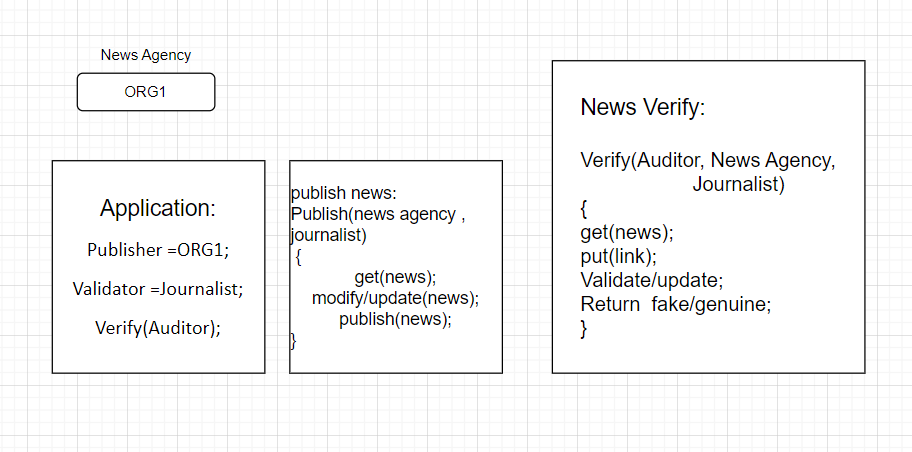 News Agency
ORG1
Application:
Publisher =ORG1;
Validator =Journalist;
Verify(Auditor);
publish news:
Publish(news agency ,
journalist)
{
get(news);
modify/update(news);
publish(news);
}
News Verify:
Verify(Auditor, News Agency,
Journalist)
{
get(news);
put(link);
Validate/update;
Return  fake/genuine;
}